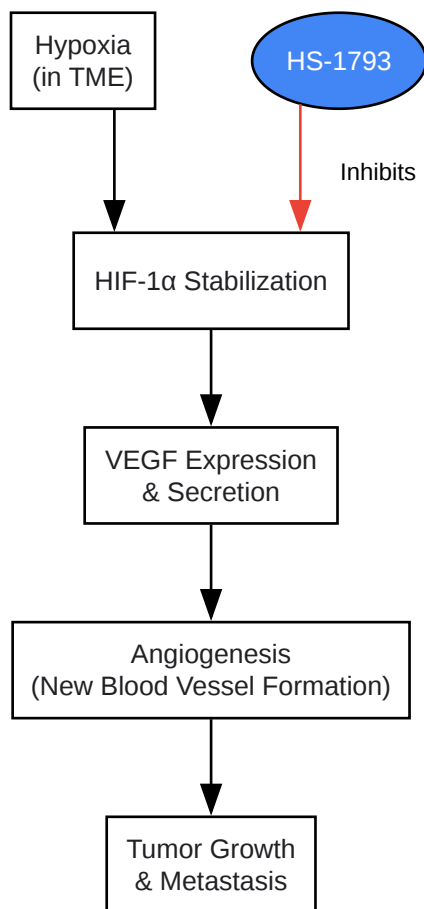 Hypoxia
(in TME)
HS-1793
Inhibits
HIF-1α Stabilization
VEGF Expression
& Secretion
Angiogenesis
(New Blood Vessel Formation)
Tumor Growth
& Metastasis